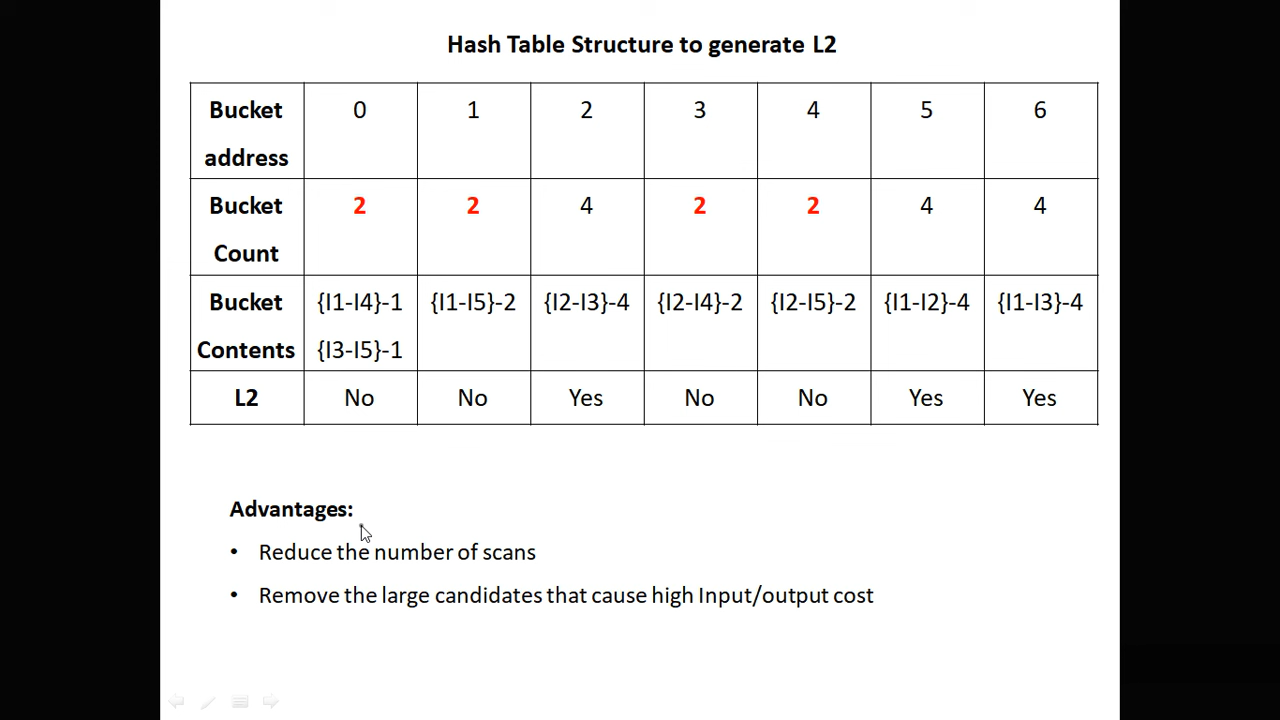 Hash Table Structure to generate L2
Bucket address 0 1 2 3 4 5 6
Bucket Count 2 2 4 2 2 4 4
Bucket Contents {I1-I4}-1 {I3-I5}-1 {I1-I5}-2 {I2-I3}-4 {I2-I4}-2 {I2-I5}-2 {I1-I2}-4 {I1-I3}-4
L2 No No Yes No No Yes Yes
Advantages:
• Reduce the number of scans
• Remove the large candidates that cause high Input/output cost